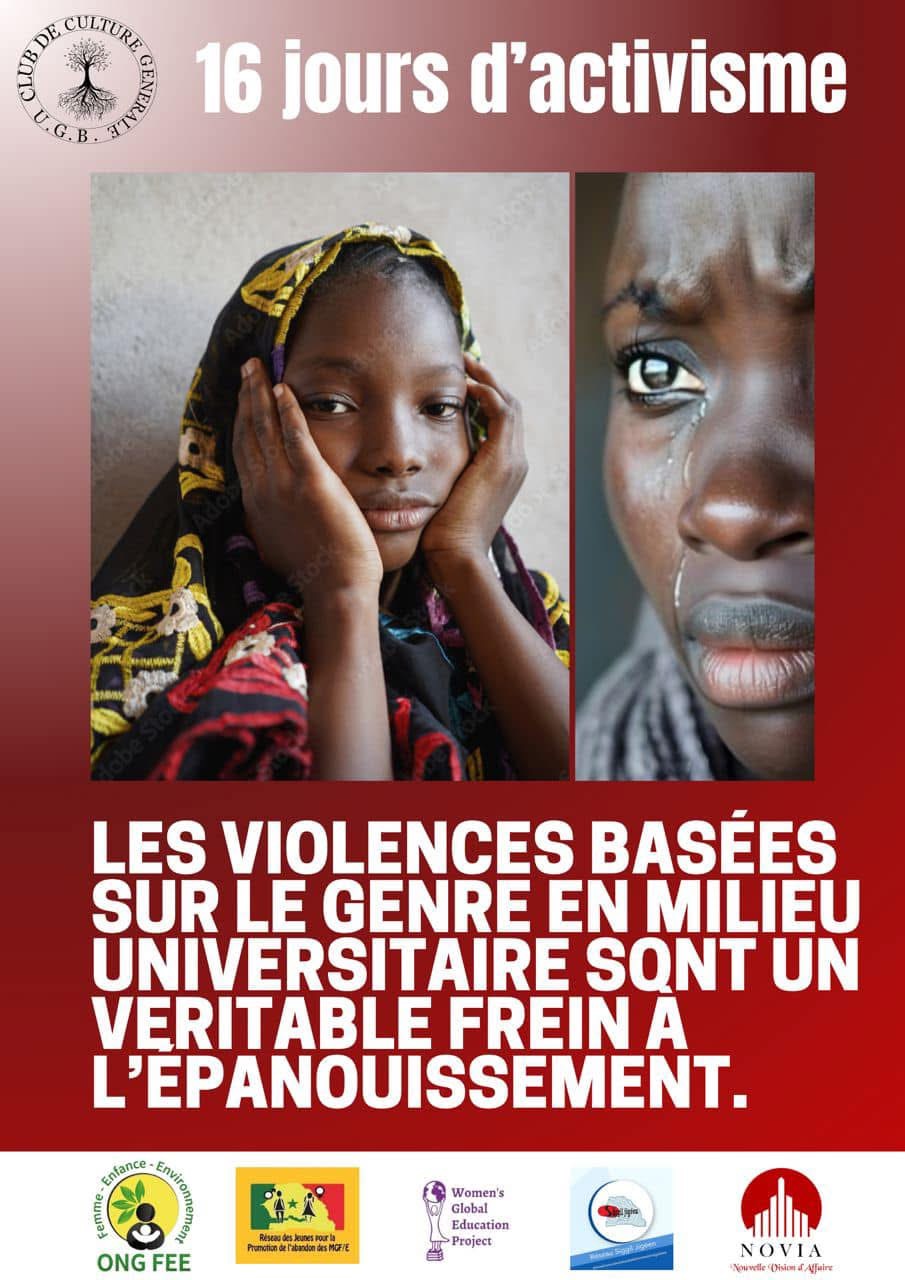 CLUB DE CULTURE GENERALE
U.G.B.
16 jours d’activisme
Adobe Stock
LES VIOLENCES BASÉES
SUR LE GENRE EN MILIEU
UNIVERSITAIRE SONT UN
VERITABLE FREIN À
L’ÉPANOUISSEMENT.
Femme - Enfance - Environnement
ONG FEE
Réseau des Jeunes pour la
Promotion de l'abandon des MGF/E
Women's
Global
Education
Project
Siggil jigéen
Réseau Siggil Jigéen
NOVIA
Nouvelle Vision d'Affaire